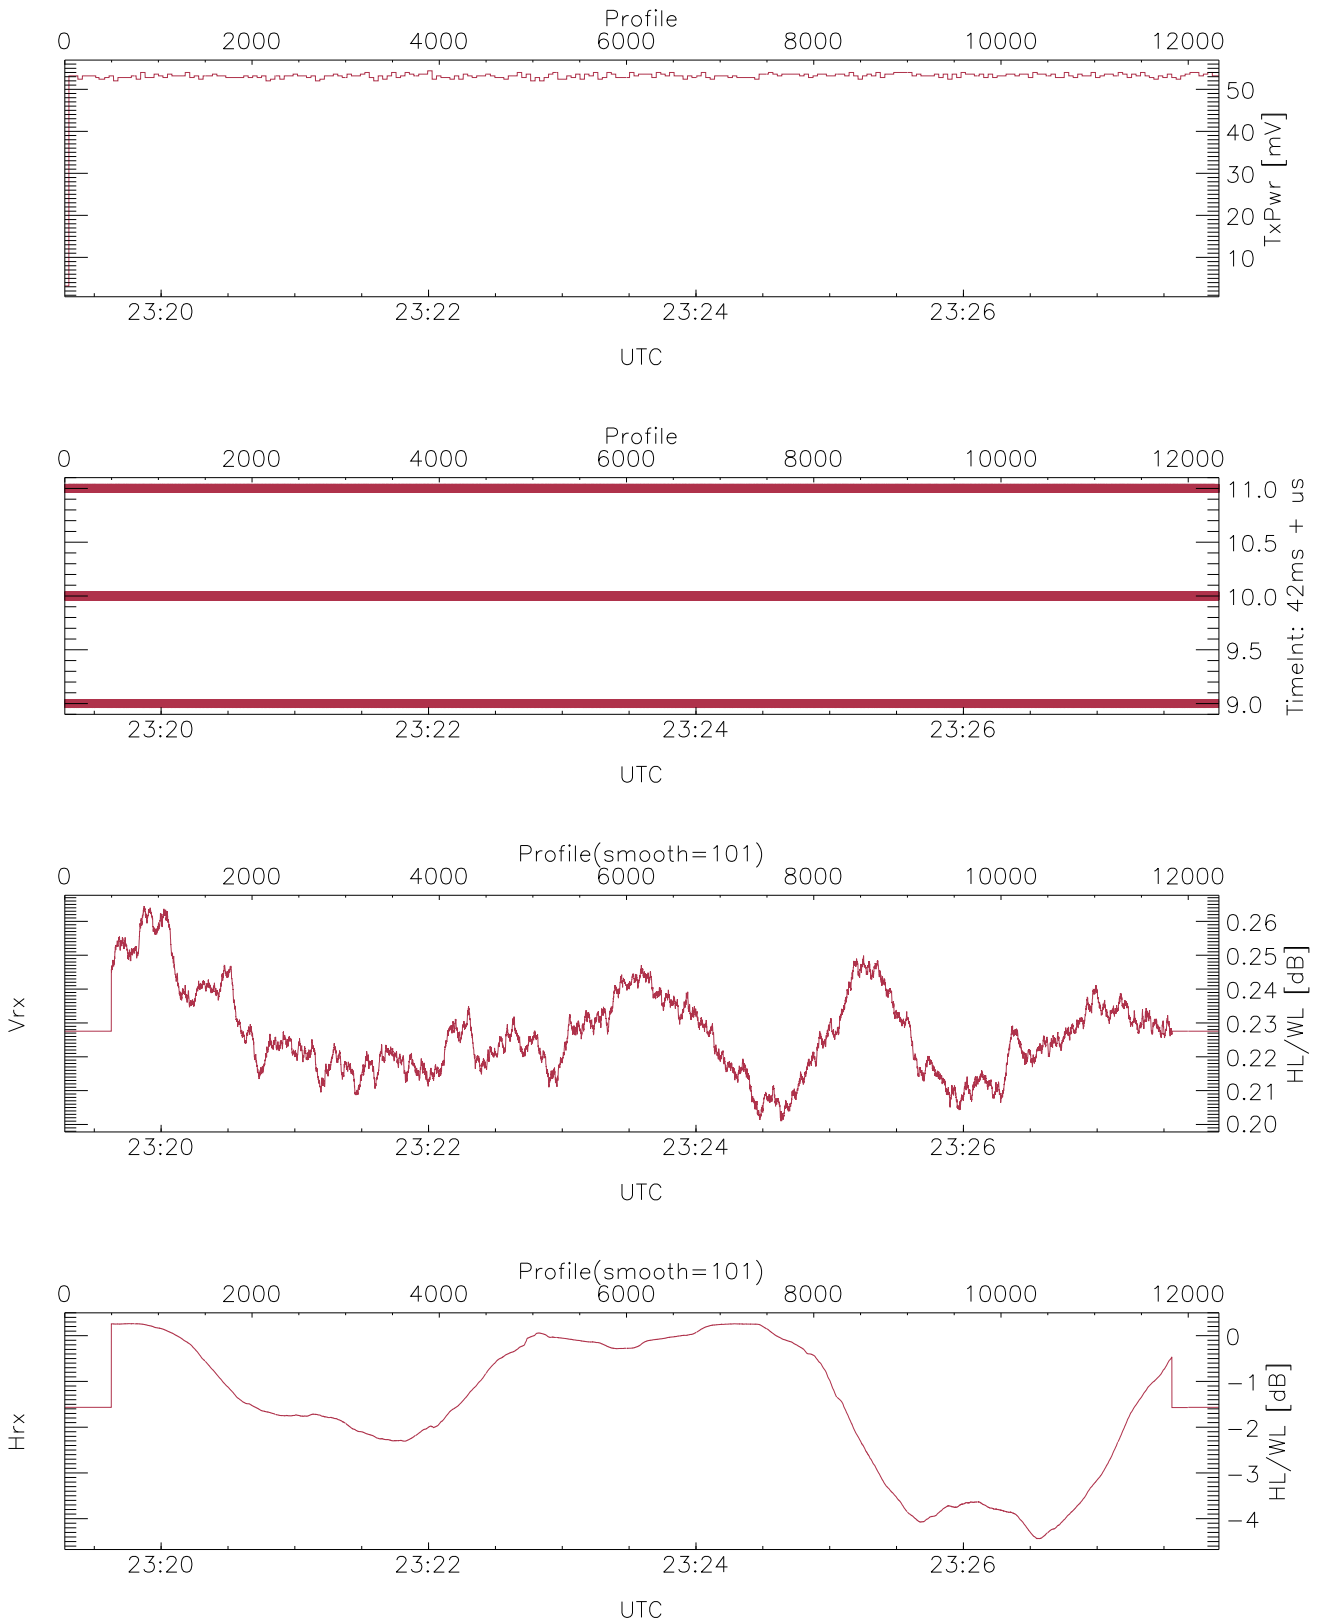 Profile
0 2000 4000 6000 8000 10000 12000
50
40
30
20
10
TxPwr [mV]
23:20 23:22 23:24 23:26
UTC
Profile
0 2000 4000 6000 8000 10000 12000
11.0
10.5
10.0
9.5
9.0
TimeInt: 42ms + us
23:20 23:22 23:24 23:26
UTC
Profile(smooth=101)
0 2000 4000 6000 8000 10000 12000
Vrx
0.26
0.25
0.24
0.23
0.22
0.21
0.20
HL/WL [dB]
23:20 23:22 23:24 23:26
UTC
Profile(smooth=101)
0 2000 4000 6000 8000 10000 12000
Hrx
0
-1
-2
-3
-4
HL/WL [dB]
23:20 23:22 23:24 23:26
UTC